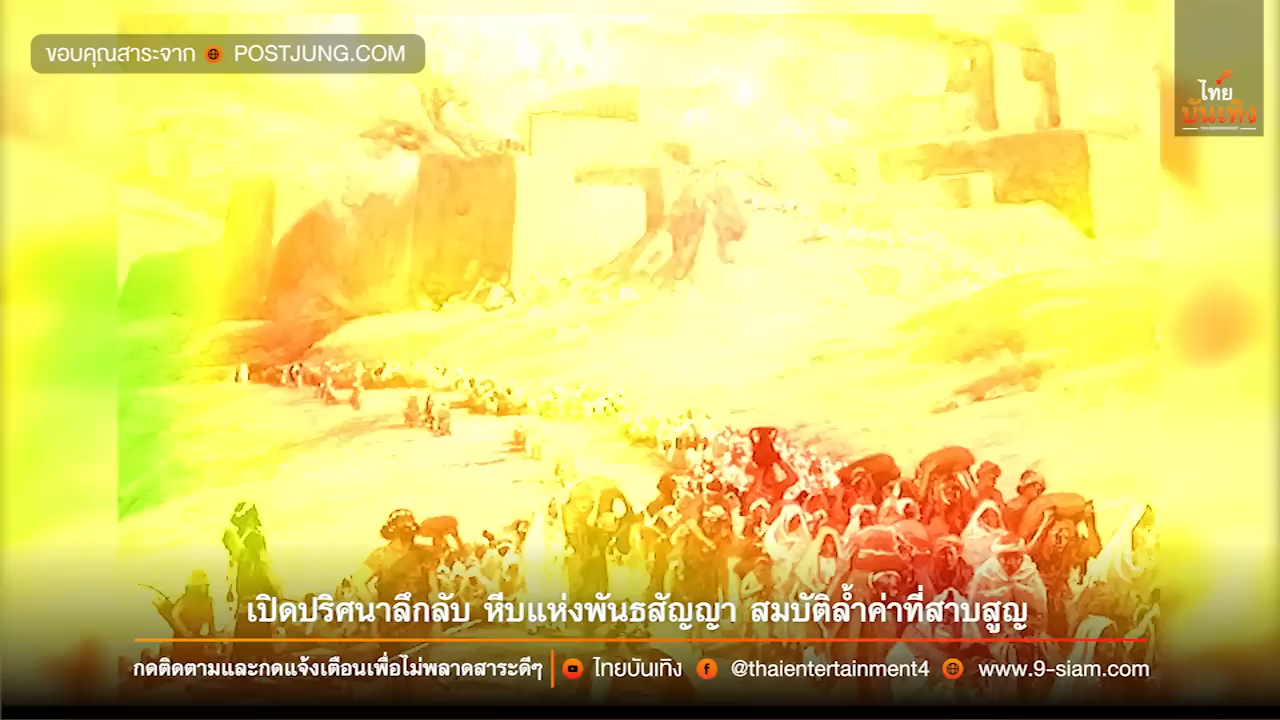 ขอบคุณสาระจาก POSTJUNG.COM
ไทย
บันเทิง
เปิดปริศนาลึกลับ หีบแห่งพันธสัญญา สมบัติล้ำค่าที่สาบสูญ
กดติดตามและกดแจ้งเตือนเพื่อไม่พลาดสาระดีๆ ไทยบันเทิง @thaientertainment4 www.9-siam.com